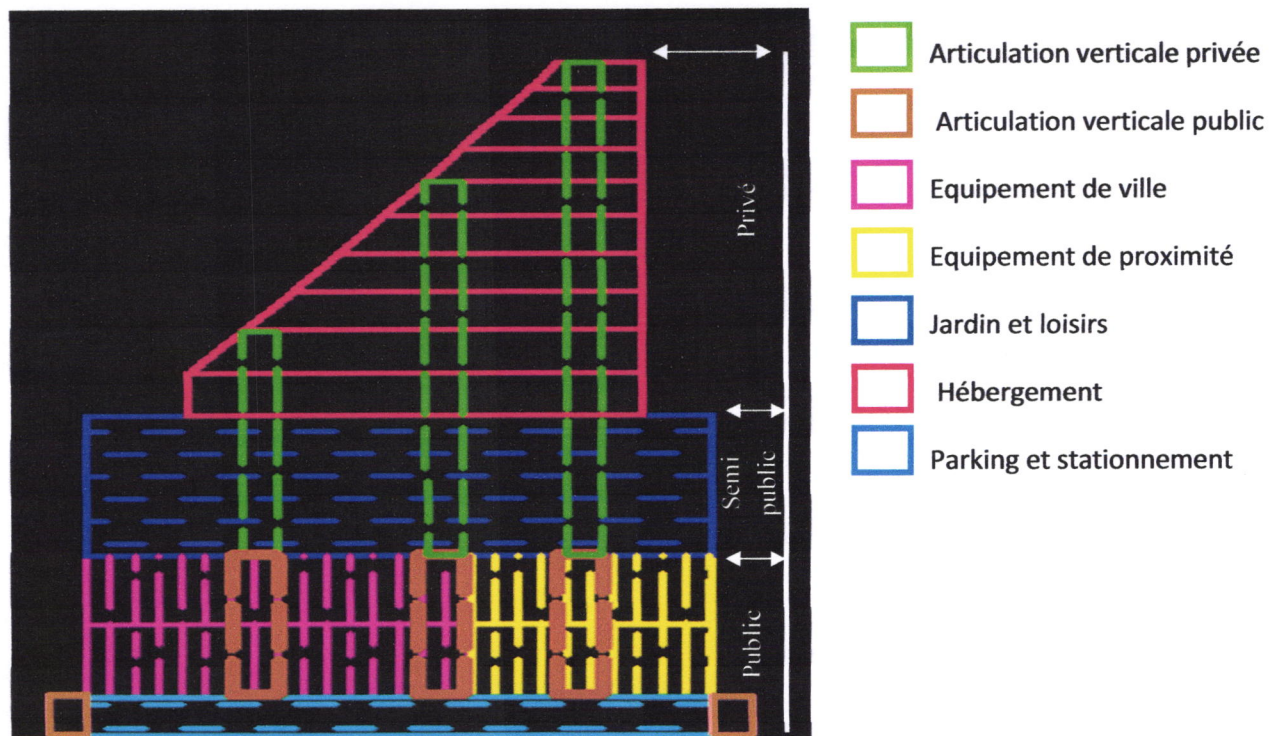 Privé
Semi
public
Public
Articulation verticale privée
Articulation verticale public
Equipement de ville
Equipement de proximité
Jardin et loisirs
Hébergement
Parking et stationnement